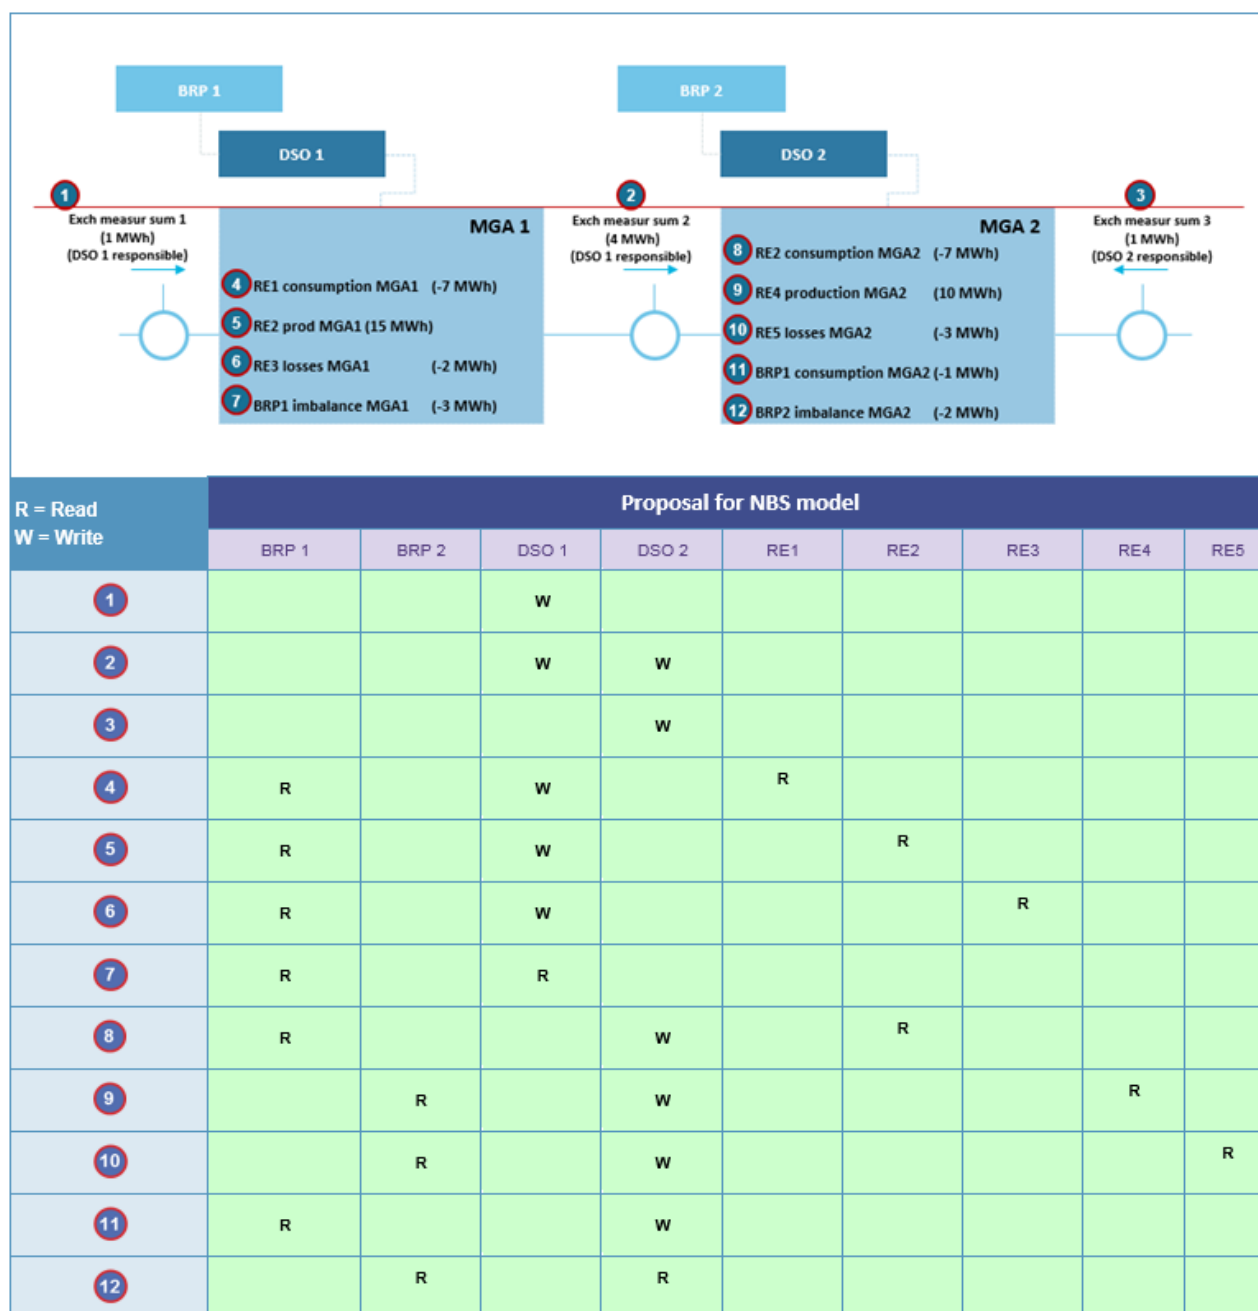 BRP 1
BRP 2
DSO 1
DSO 2
1
2
3
Exch measur sum 1
(1 MWh)
(DSO 1 responsible)
MGA 1
4 RE1 consumption MGA1 (-7 MWh)
5 RE2 prod MGA1 (15 MWh)
6 RE3 losses MGA1 (-2 MWh)
7 BRP1 imbalance MGA1 (-3 MWh)
Exch measur sum 2
(4 MWh)
(DSO 1 responsible)
MGA 2
8 RE2 consumption MGA2 (-7 MWh)
9 RE4 production MGA2 (10 MWh)
10 RE5 losses MGA2 (-3 MWh)
11 BRP1 consumption MGA2 (-1 MWh)
12 BRP2 imbalance MGA2 (-2 MWh)
Exch measur sum 3
(1 MWh)
(DSO 2 responsible)
R = Read
W = Write
Proposal for NBS model
BRP 1 BRP 2 DSO 1 DSO 2 RE1 RE2 RE3 RE4 RE5
1 W
2 W W
3 W
4 R W R
5 R W R
6 R W R
7 R R
8 R W R
9 R W R
10 R W R
11 R W
12 R R